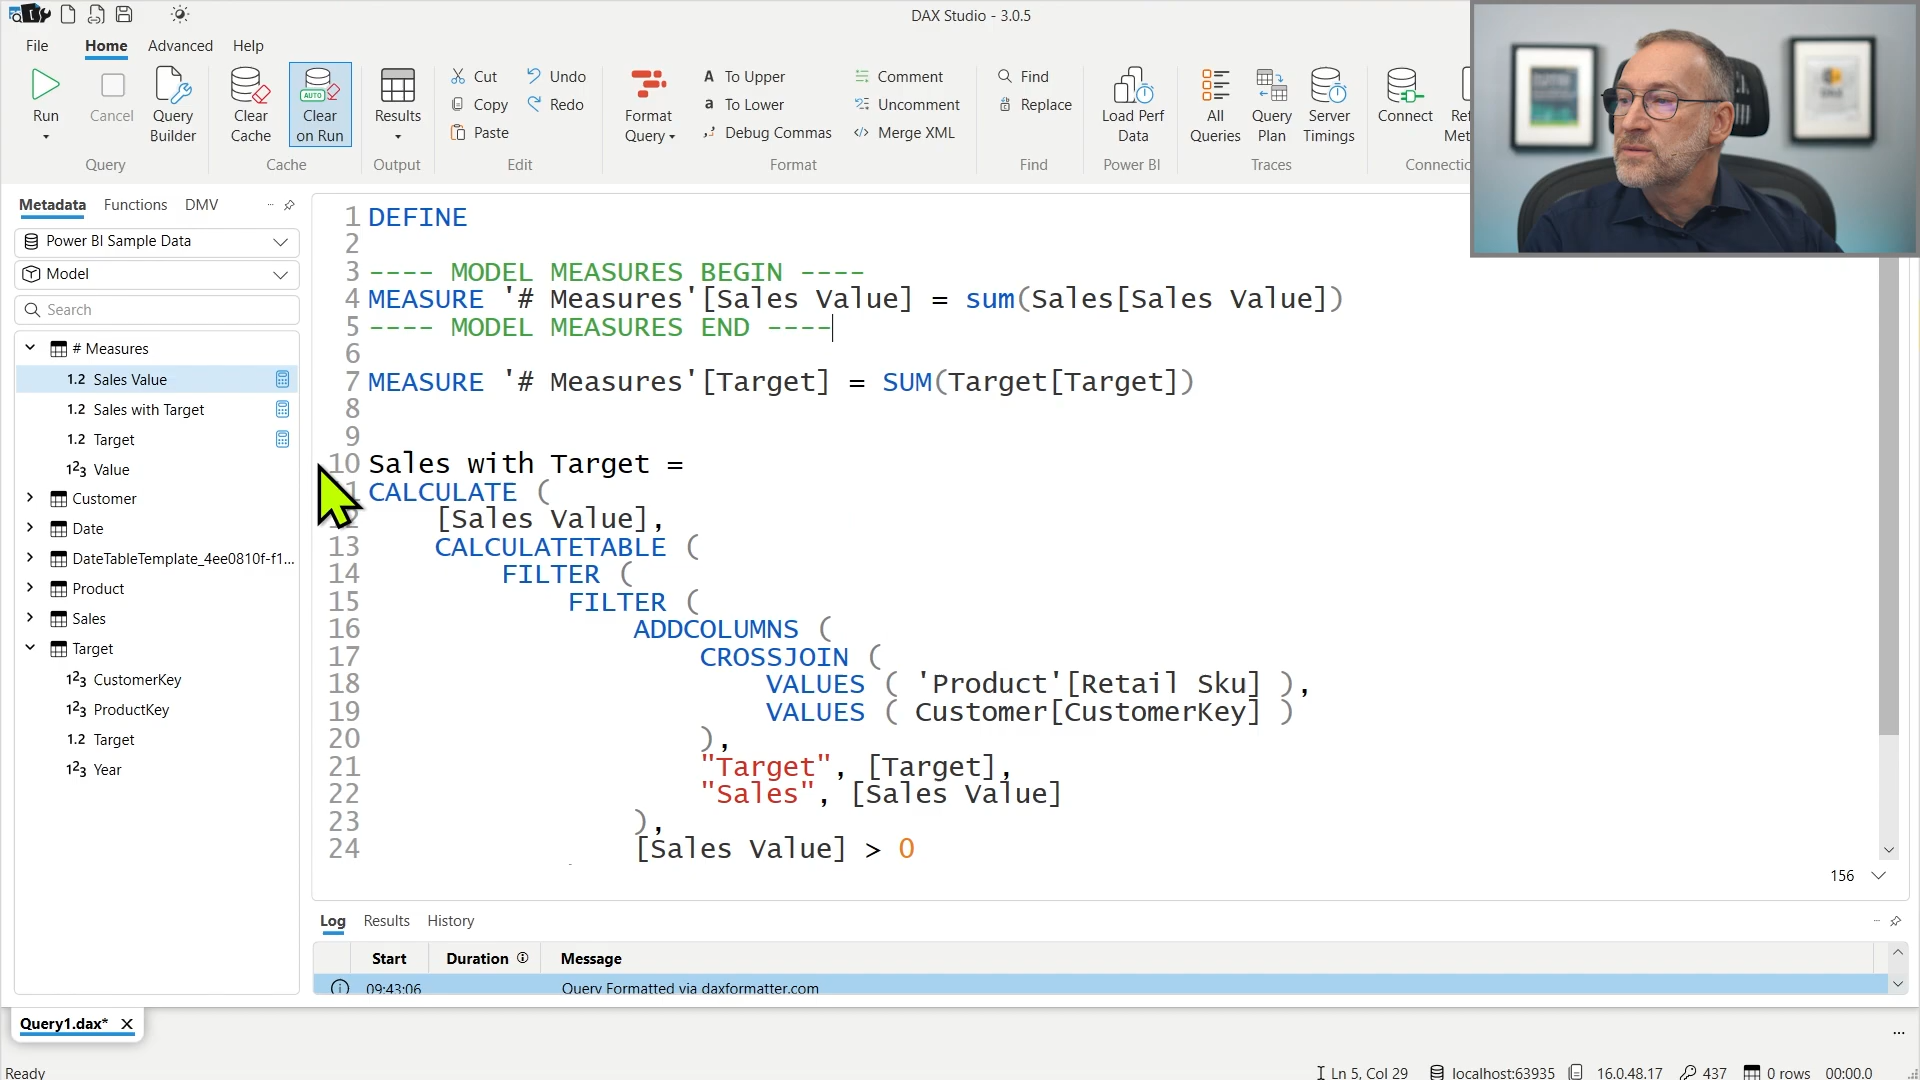 DAX Studio - 3.0.5
File Home Advanced Help
Run
Cancel
Query Builder
Query
Clear Cache
AUTO
Clear on Run
Cache
Results
Output
Cut
Copy
Paste
Undo
Redo
Edit
Format Query
A To Upper
a To Lower
Debug Commas
Comment
Uncomment
Merge XML
Format
Find
Replace
Find
Load Perf Data
Power BI
All Queries
Query Plan
Server Timings
Traces
Connect
Metadata Functions DMV
Power BI Sample Data
Model
Search
# Measures
1.2 Sales Value
1.2 Sales with Target
1.2 Target
123 Value
Customer
Date
DateTableTemplate_4ee0810f-f1...
Product
Sales
Target
123 CustomerKey
123 ProductKey
1.2 Target
123 Year
1 DEFINE
2
3 ---- MODEL MEASURES BEGIN ----
4 MEASURE '# Measures'[Sales Value] = sum(Sales[Sales Value])
5 ---- MODEL MEASURES END ----
6
7 MEASURE '# Measures'[Target] = SUM(Target[Target])
8
9
10 Sales with Target =
CALCULATE (
[Sales Value],
13 CALCULATETABLE (
14 FILTER (
15 FILTER (
16 ADDCOLUMNS (
17 CROSSJOIN (
18 VALUES ( 'Product'[Retail Sku] ),
19 VALUES ( Customer[CustomerKey] )
20 ),
21 "Target", [Target],
22 "Sales", [Sales Value]
23 ),
24 [Sales Value] > 0
156
Log Results History
Start Duration Message
09:43:06 Query Formatted via daxformatter.com
Query1.dax*
Ready Ln 5, Col 29 localhost:63935 16.0.48.17 437 0 rows 00:00.0